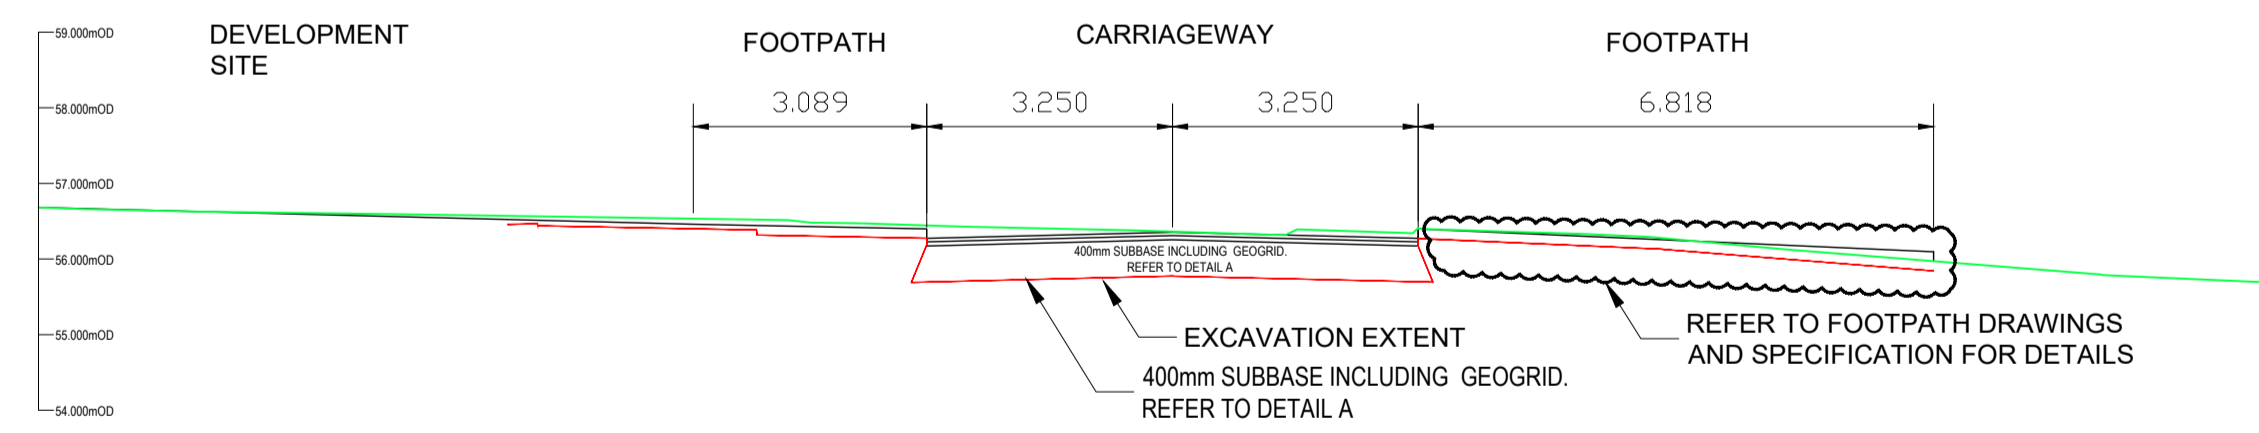 59.000mOD
58.000mOD
57.000mOD
56.000mOD
55.000mOD
54.000mOD
DEVELOPMENT
SITE
FOOTPATH
CARRIAGEWAY
FOOTPATH
3.089
3.250
3.250
6.818
400mm SUBBASE INCLUDING GEOGRID.
REFER TO DETAIL A
EXCAVATION EXTENT
400mm SUBBASE INCLUDING GEOGRID.
REFER TO DETAIL A
REFER TO FOOTPATH DRAWINGS
AND SPECIFICATION FOR DETAILS